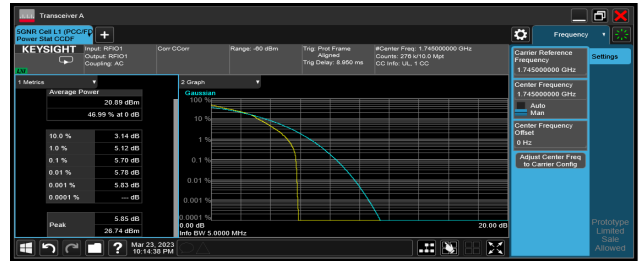 Transceiver A
5GNR Cell L1 (PCC/F
Power Stat CCDF
Frequency
KEYSIGHT
LXI
Input: RFIO1
Output: RFIO1
Coupling: AC
Corr CCorr
Range: -60 dBm
Trig: Prot Frame
Aligned
Trig Delay: 8.960 ms
#Center Freq: 1.745000000 GHz
Counts: 276 k/10.0 Mpt
CC Info: UL, 1 CC
1 Metrics
Average Power
20.89 dBm
46.99 % at 0 dB
10.0 % 3.14 dB
1.0 % 5.12 dB
0.1 % 5.70 dB
0.01 % 5.78 dB
0.001 % 5.83 dB
0.0001 % --- dB
Peak
5.85 dB
26.74 dBm
2 Graph
Gaussian
100 %
10 %
1 %
0.1 %
0.01 %
0.001 %
0.0001 %
0.00 dB
20.00 dB
Info BW 5.0000 MHz
Carrier Reference
Frequency
1.745000000 GHz
Center Frequency
1.745000000 GHz
Auto
Man
Center Frequency
Offset
0 Hz
Adjust Center Freq
to Carrier Config
Settings
Prototype
Limited
Sale
Allowed
?
Mar 23, 2023
10:14:38 PM